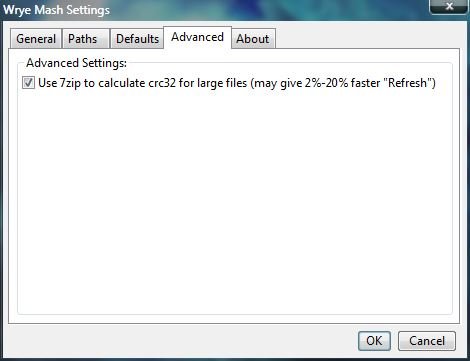 Wrye Mash Settings
x
General Paths Defaults Advanced About
Advanced Settings:
Use 7zip to calculate crc32 for large files (may give 2%-20% faster "Refresh")
OK Cancel